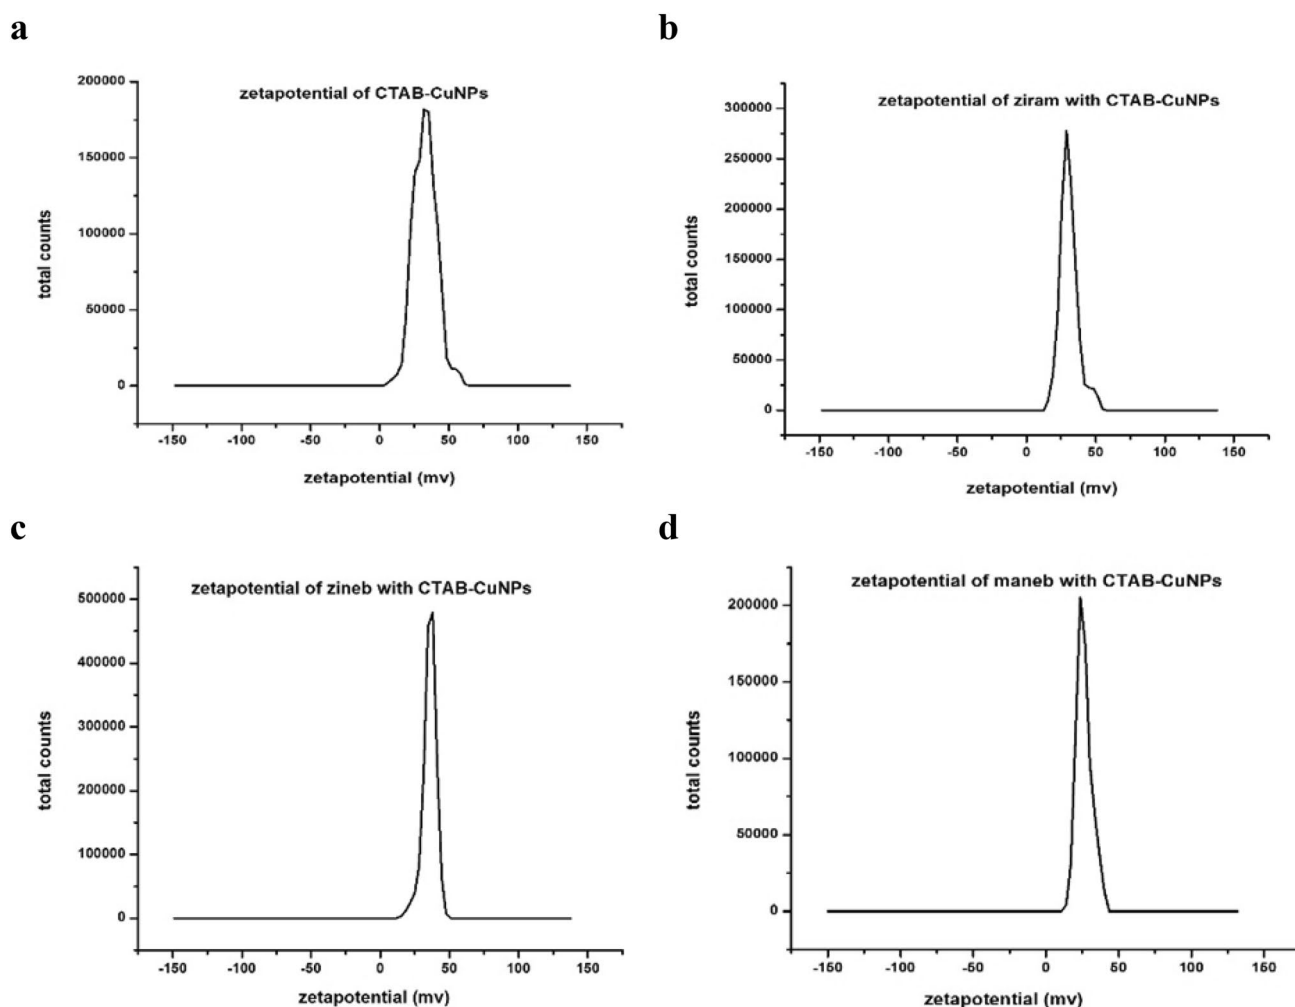 a
zetapotential of CTAB-CuNPs
200000
150000
100000
50000
0
total counts
-150 -100 -50 0 50 100 150
zetapotential (mv)
b
zetapotential of ziram with CTAB-CuNPs
300000
250000
200000
150000
100000
50000
0
total counts
-150 -100 -50 0 50 100 150
zetapotential (mv)
c
zetapotential of zineb with CTAB-CuNPs
500000
400000
300000
200000
100000
0
total counts
-150 -100 -50 0 50 100 150
zetapotential (mv)
d
zetapotential of maneb with CTAB-CuNPs
200000
150000
100000
50000
0
total counts
-150 -100 -50 0 50 100 150
zetapotential (mv)